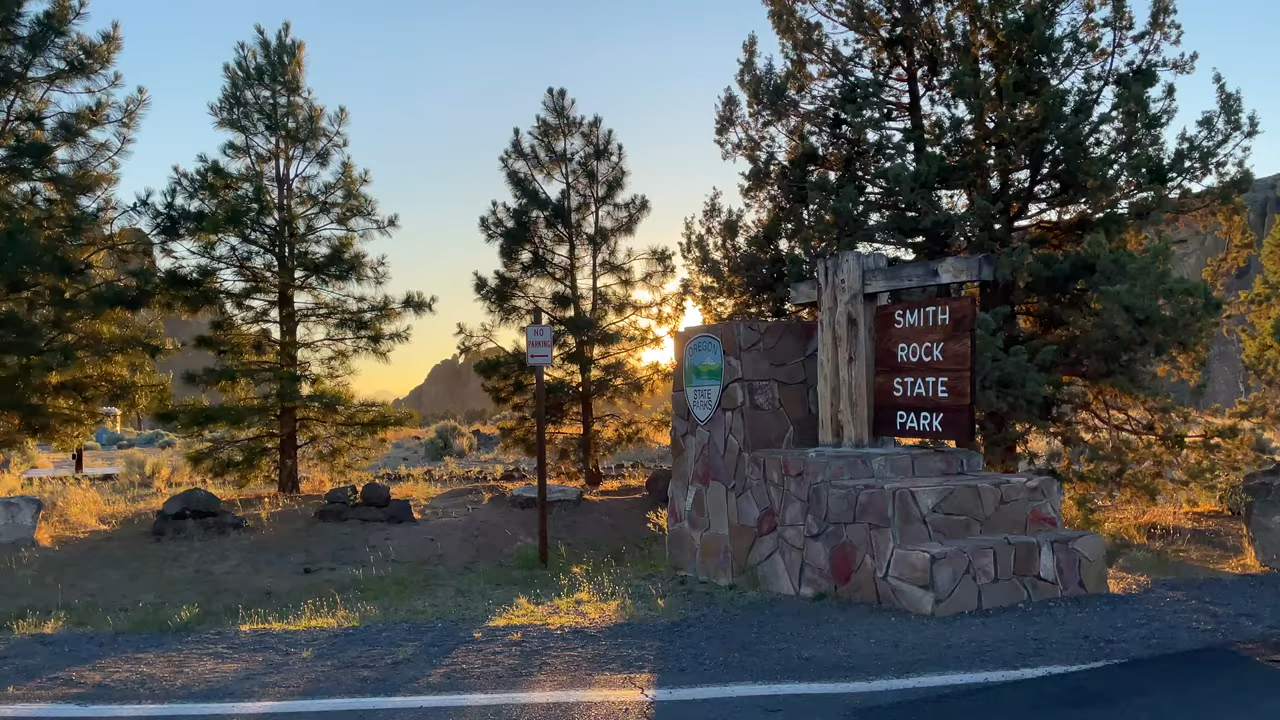 NO
PARKING
OREGON
STATE
PARKS
SMITH
ROCK
STATE
PARK